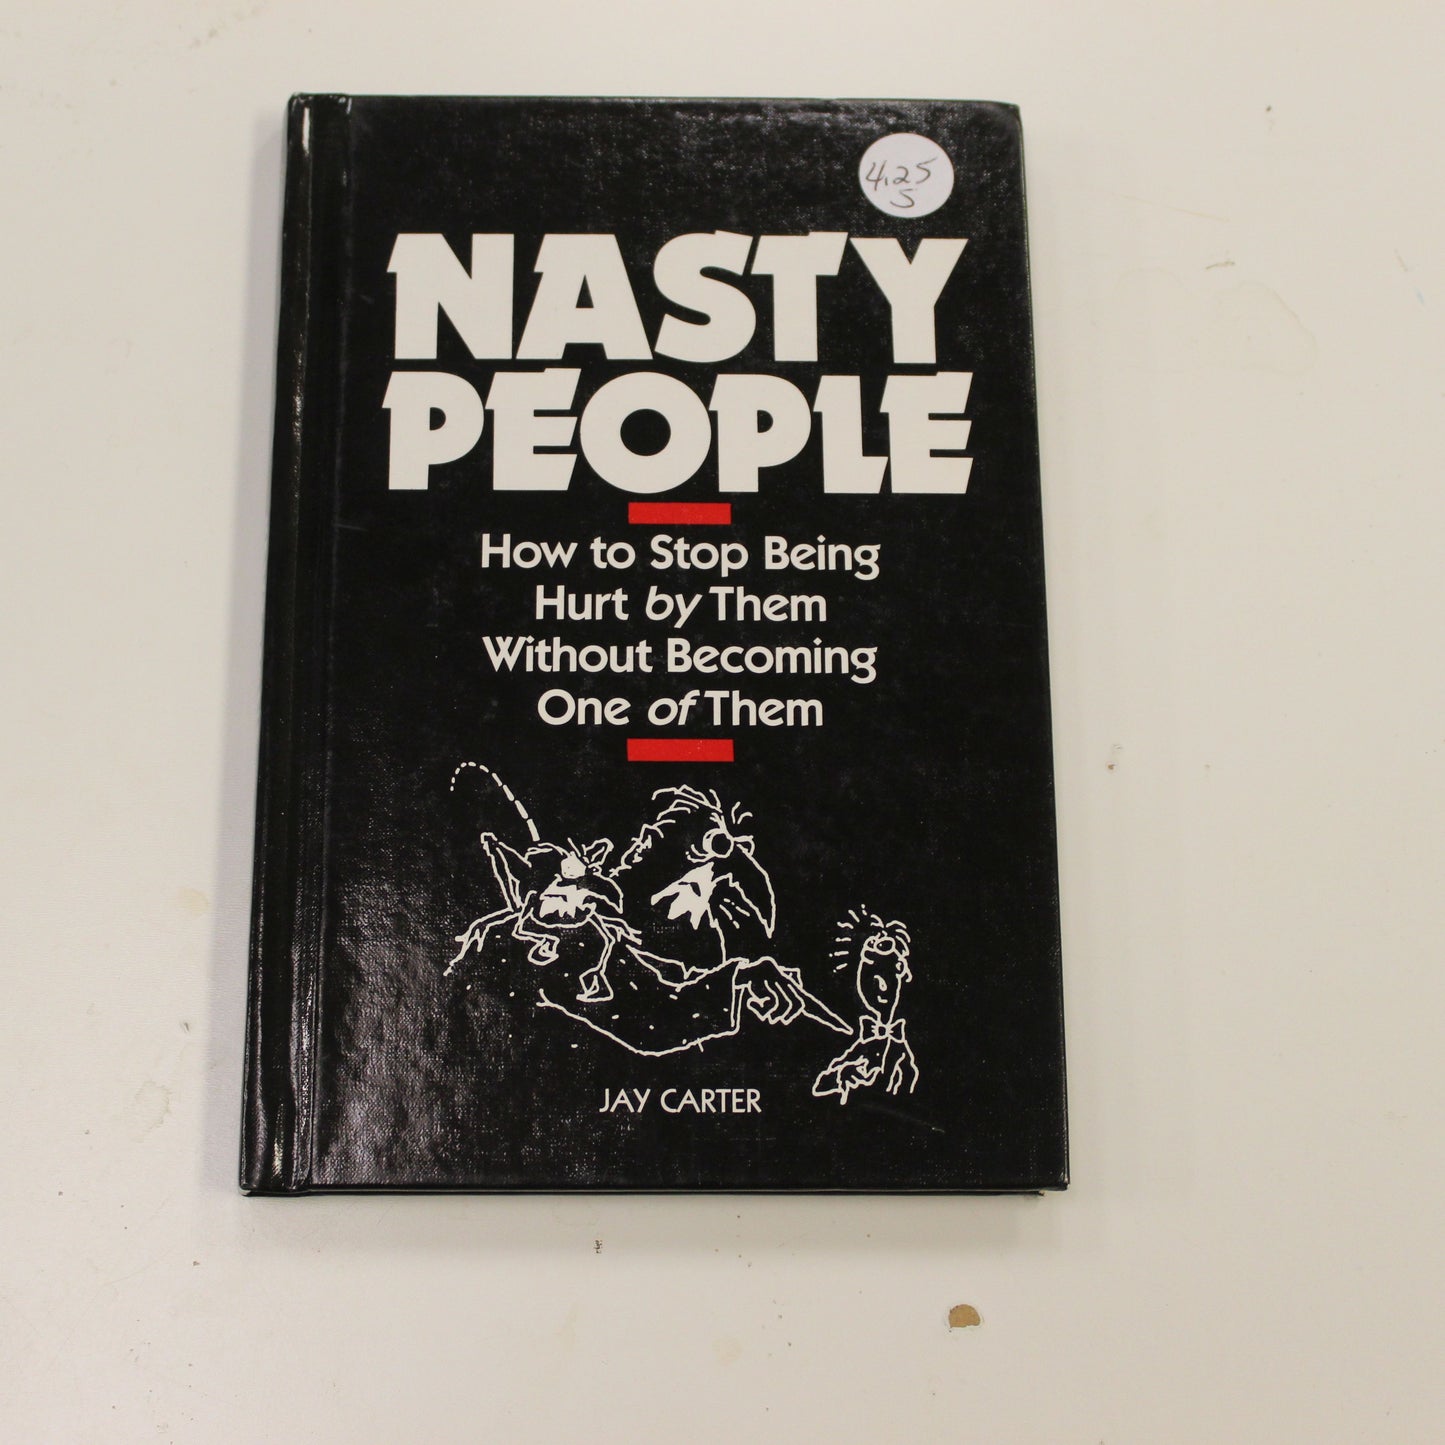 4.25
5
NASTY
PEOPLE
How to Stop Being
Hurt by Them
Without Becoming
One of Them
JAY CARTER